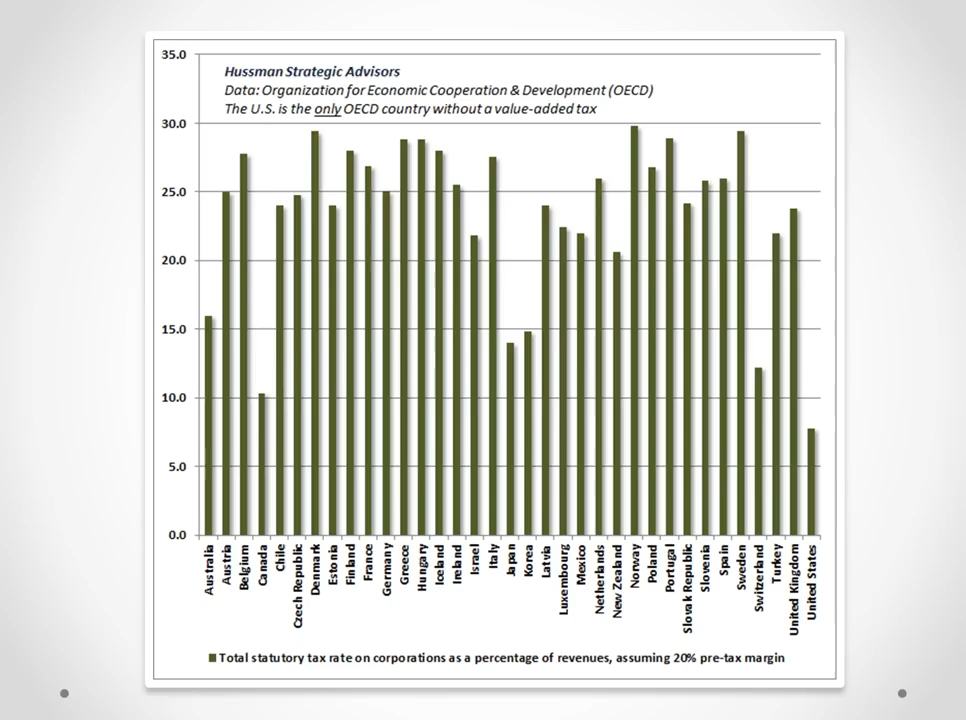 Hussman Strategic Advisors
Data: Organization for Economic Cooperation & Development (OECD)
The U.S. is the only OECD country without a value-added tax
35.0
30.0
25.0
20.0
15.0
10.0
5.0
0.0
Australia
Austria
Belgium
Canada
Chile
Czech Republic
Denmark
Estonia
Finland
France
Germany
Greece
Hungary
Iceland
Ireland
Israel
Italy
Japan
Korea
Latvia
Luxembourg
Mexico
Netherlands
New Zealand
Norway
Poland
Portugal
Slovak Republic
Slovenia
Spain
Sweden
Switzerland
Turkey
United Kingdom
United States
Total statutory tax rate on corporations as a percentage of revenues, assuming 20% pre-tax margin